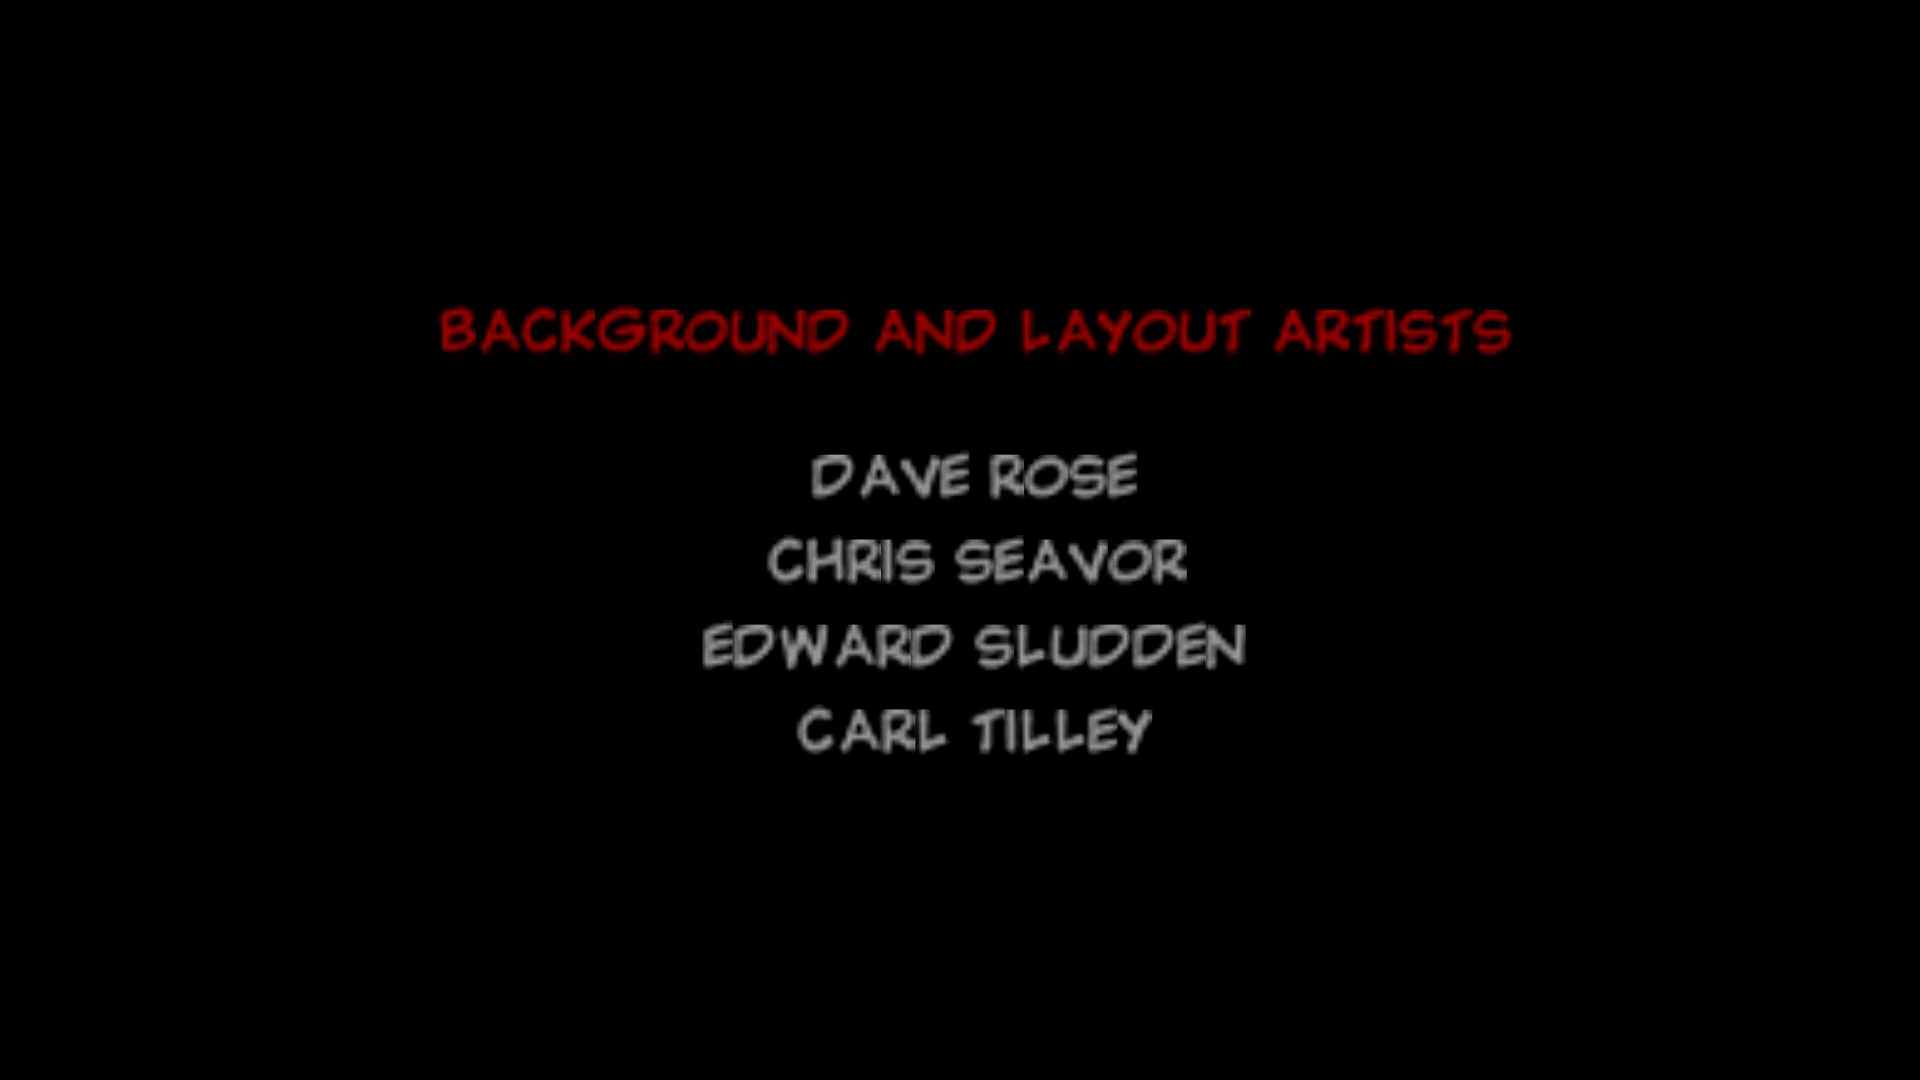 BACKGROUND AND LAYOUT ARTISTS
DAVE ROSE
CHRIS SEAVOR
EDWARD SLUDDEN
CARL TILLEY